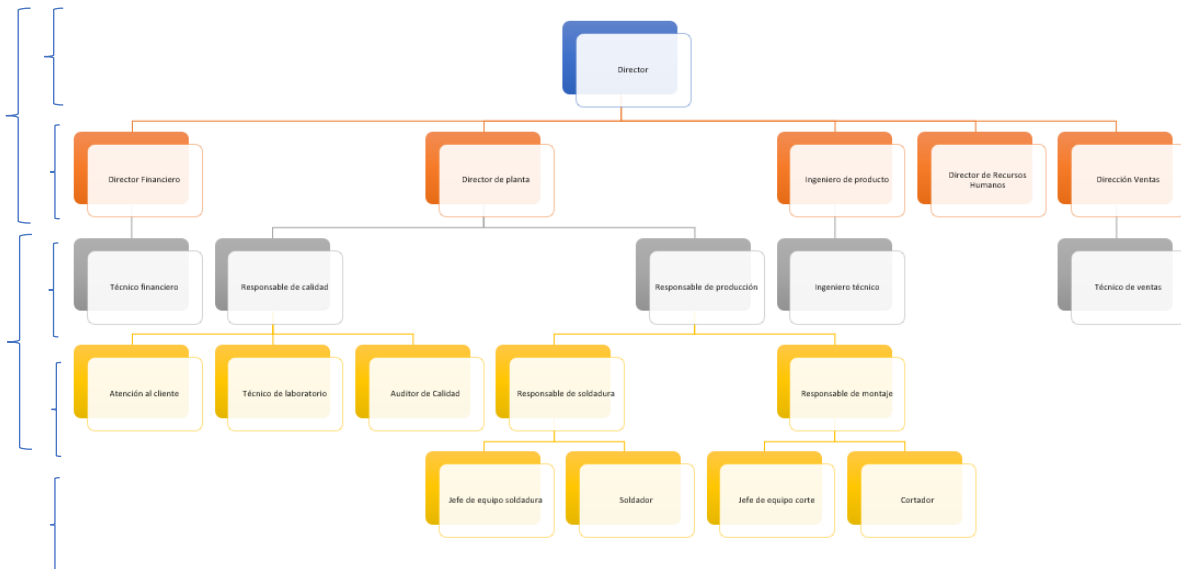 Director
Director Financiero
Director de planta
Ingeniero de producto
Director de Recursos
Humanos
Dirección Ventas
Técnico financiero
Responsable de calidad
Responsable de producción
Ingeniero técnico
Técnico de ventas
Atención al cliente
Técnico de laboratorio
Auditor de Calidad
Responsable de soldadura
Responsable de montaje
Jefe de equipo soldadura
Soldador
Jefe de equipo corte
Cortador